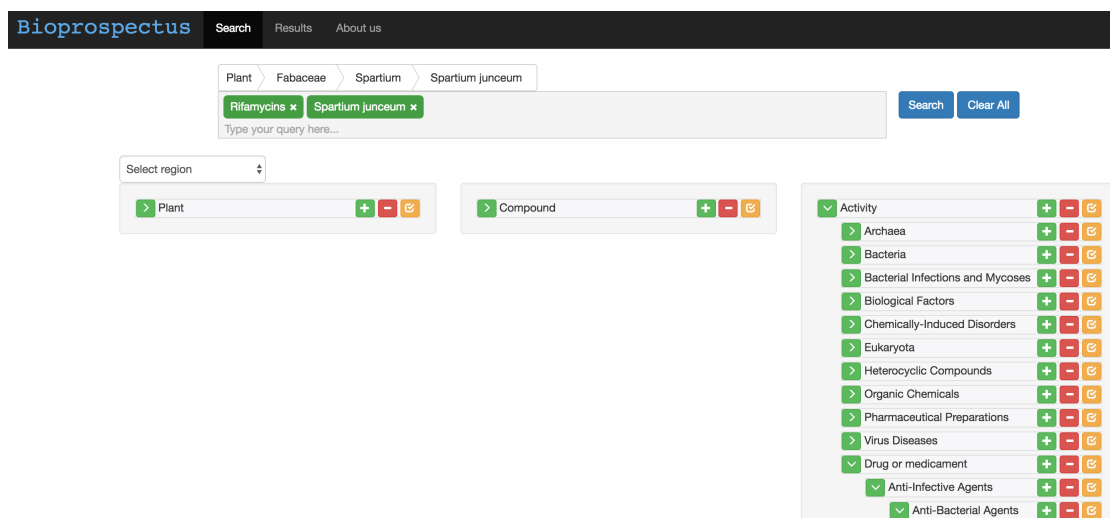 Bioprospectus Search Results About us
Plant Fabaceae Spartium Spartium junceum
Rifamycins × Spartium junceum ×
Type your query here...
Search Clear All
Select region
Plant
Compound
Activity
Archaea
Bacteria
Bacterial Infections and Mycoses
Biological Factors
Chemically-Induced Disorders
Eukaryota
Heterocyclic Compounds
Organic Chemicals
Pharmaceutical Preparations
Virus Diseases
Drug or medicament
Anti-Infective Agents
Anti-Bacterial Agents